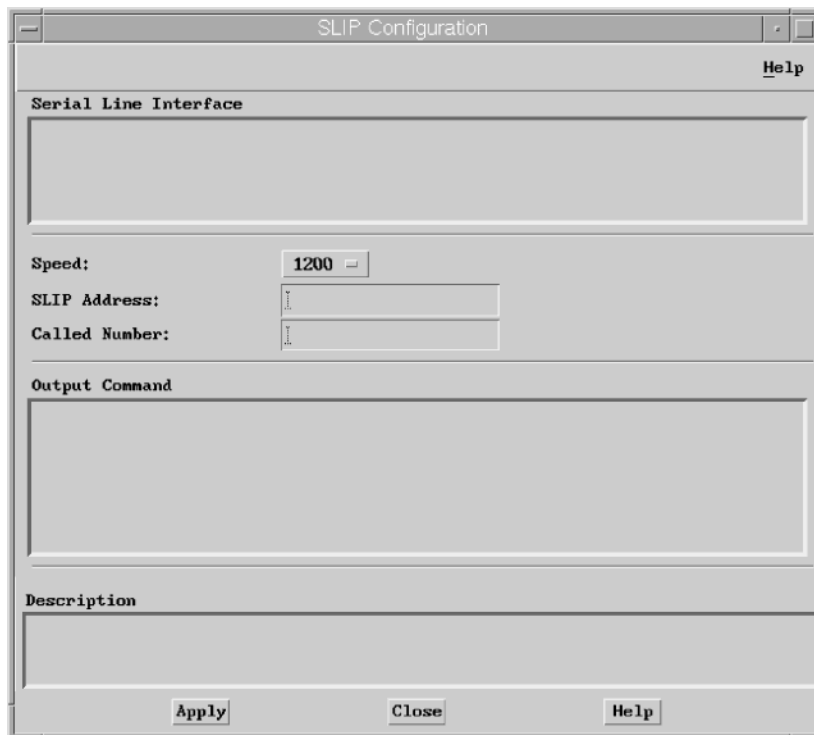 SLIP Configuration
Help
Serial Line Interface
Speed:
1200
SLIP Address:
Called Number:
Output Command
Description
Apply
Close
Help